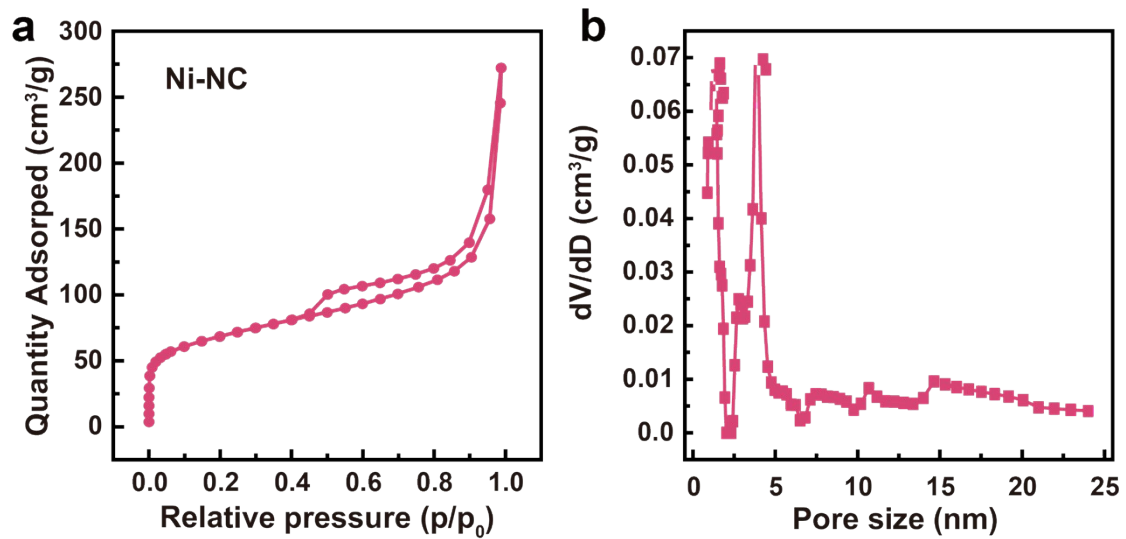 a
300
250
200
150
100
50
0
Quantity Adsorped (cm³/g)
Ni-NC
0.0 0.2 0.4 0.6 0.8 1.0
Relative pressure (p/p₀)
b
0.07
0.06
0.05
0.04
0.03
0.02
0.01
0.0
dV/dD (cm³/g)
0 5 10 15 20 25
Pore size (nm)